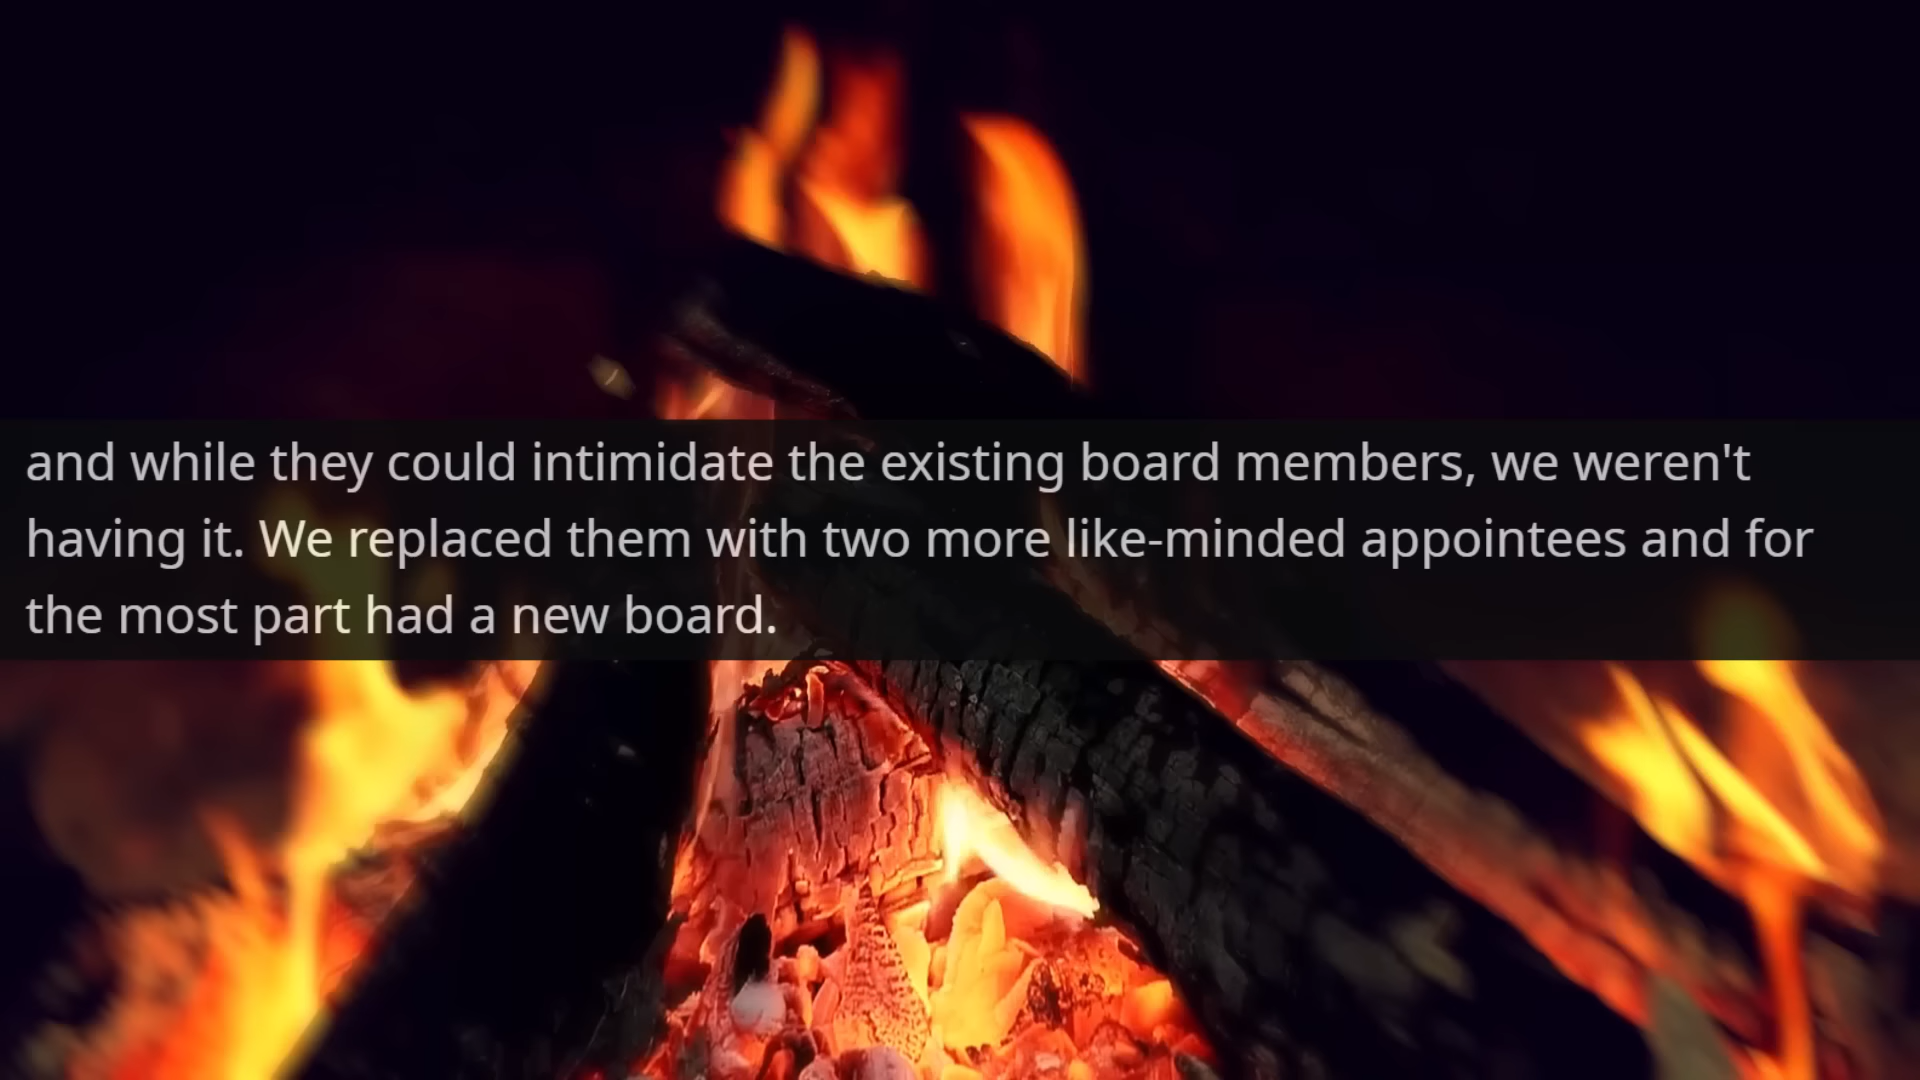 and while they could intimidate the existing board members, we weren't
having it. We replaced them with two more like-minded appointees and for
the most part had a new board.